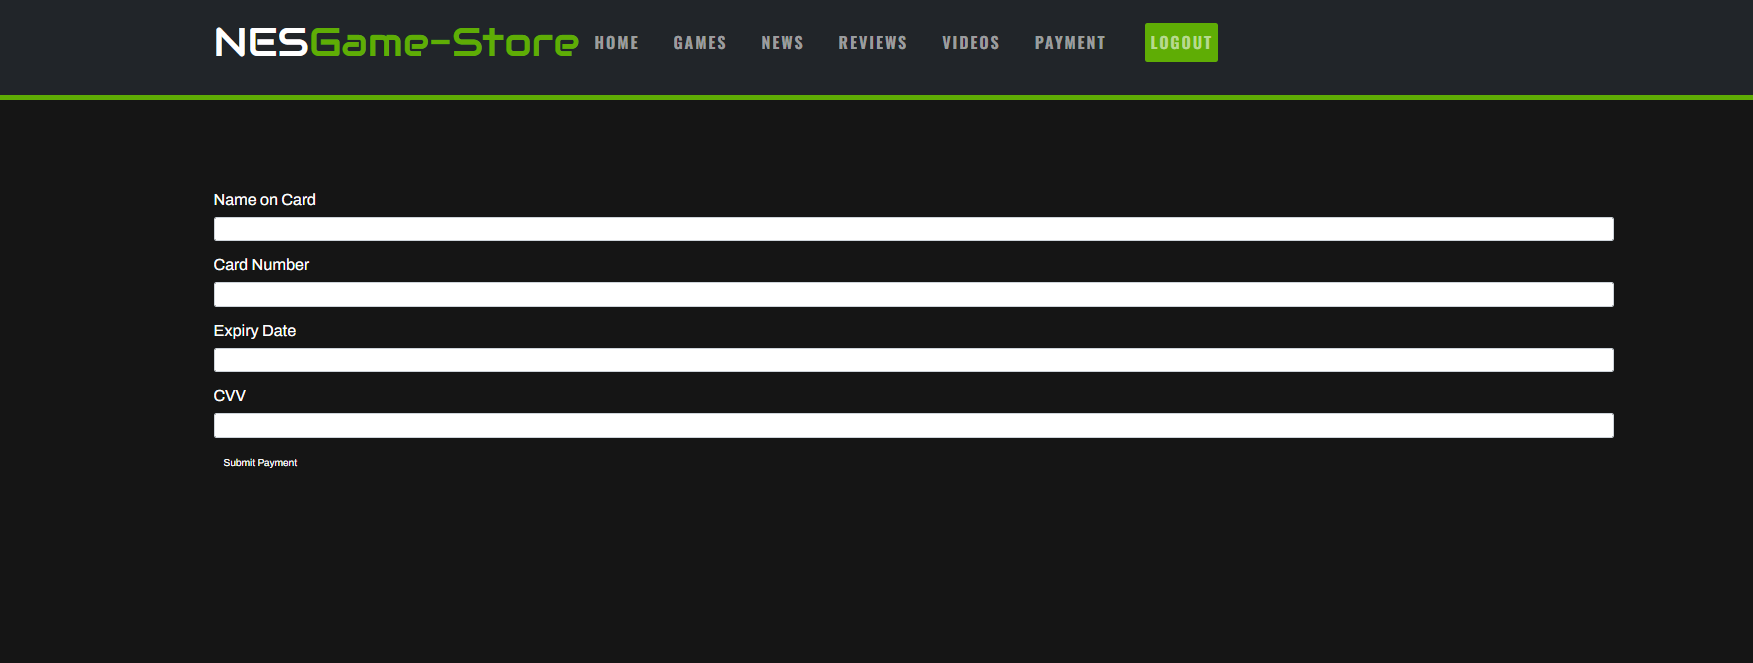 NESGame-Store HOME GAMES NEWS REVIEWS VIDEOS PAYMENT LOGOUT
Name on Card
Card Number
Expiry Date
CVV
Submit Payment